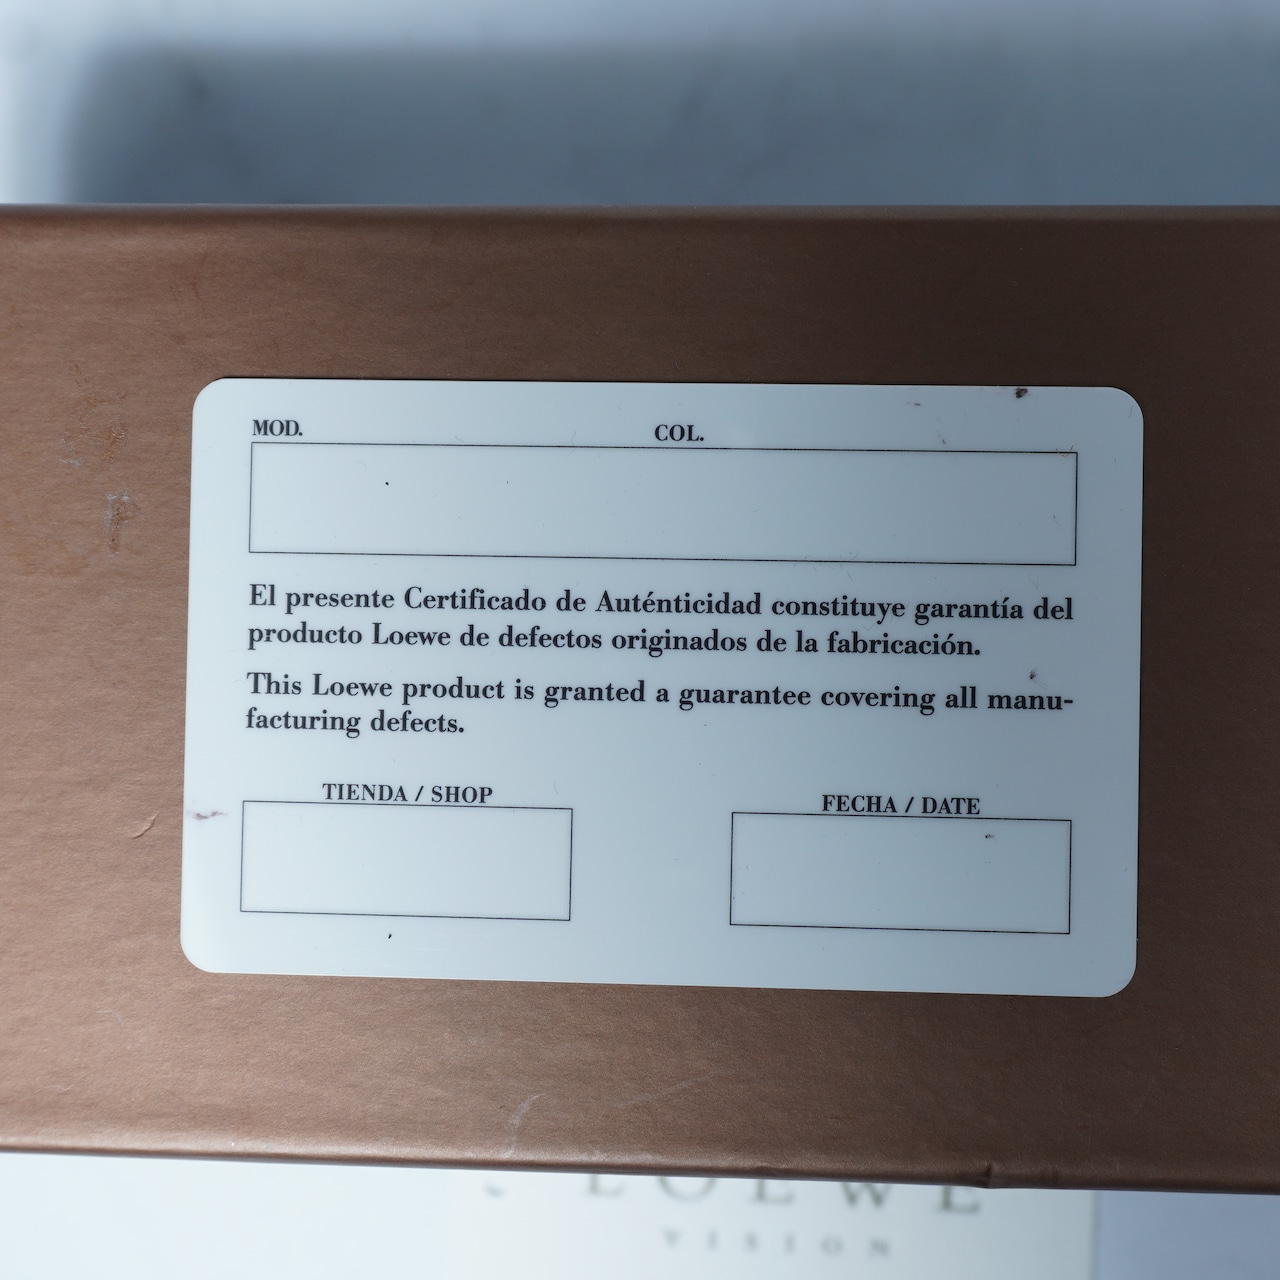 MOD. COL.
El presente Certificado de Auténticidad constituye garantía del
producto Loewe de defectos originados de la fabricación.
This Loewe product is granted a guarantee covering all manu-
facturing defects.
TIENDA / SHOP FECHA / DATE
LOEWE
VISION